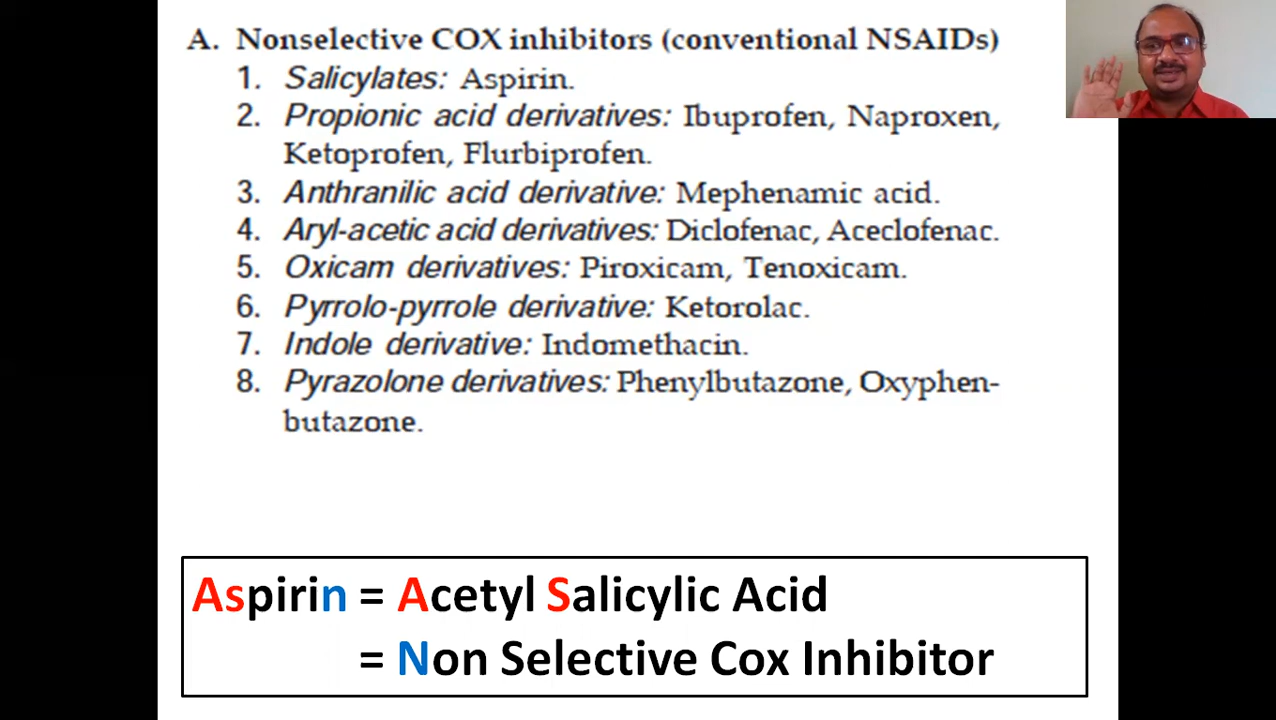 A. Nonselective COX inhibitors (conventional NSAIDs)
1. Salicylates: Aspirin.
2. Propionic acid derivatives: Ibuprofen, Naproxen,
Ketoprofen, Flurbiprofen.
3. Anthranilic acid derivative: Mephenamic acid.
4. Aryl-acetic acid derivatives: Diclofenac, Aceclofenac.
5. Oxicam derivatives: Piroxicam, Tenoxicam.
6. Pyrrolo-pyrrole derivative: Ketorolac.
7. Indole derivative: Indomethacin.
8. Pyrazolone derivatives: Phenylbutazone, Oxyphen-
butazone.
Aspirin = Acetyl Salicylic Acid
= Non Selective Cox Inhibitor